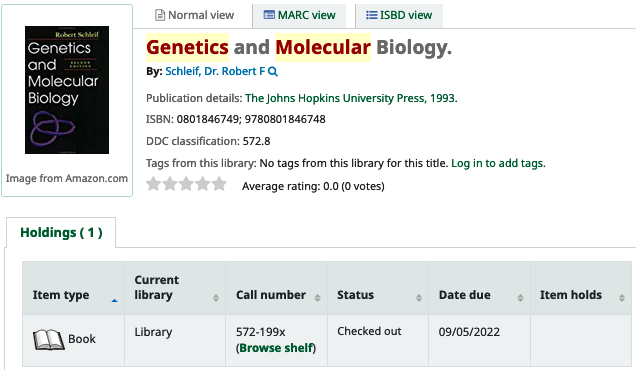 Normal view
MARC view
ISBD view
Robert Schleif
Genetics
SECOND EDITION
and
Molecular
Biology
Image from Amazon.com
Genetics and Molecular Biology.
By: Schleif, Dr. Robert F
Publication details: The Johns Hopkins University Press, 1993.
ISBN: 0801846749; 9780801846748
DDC classification: 572.8
Tags from this library: No tags from this library for this title. Log in to add tags.
Average rating: 0.0 (0 votes)
Holdings ( 1 )
Item type Current library Call number Status Date due Item holds
Book Library 572-199x Checked out 09/05/2022
(Browse shelf)